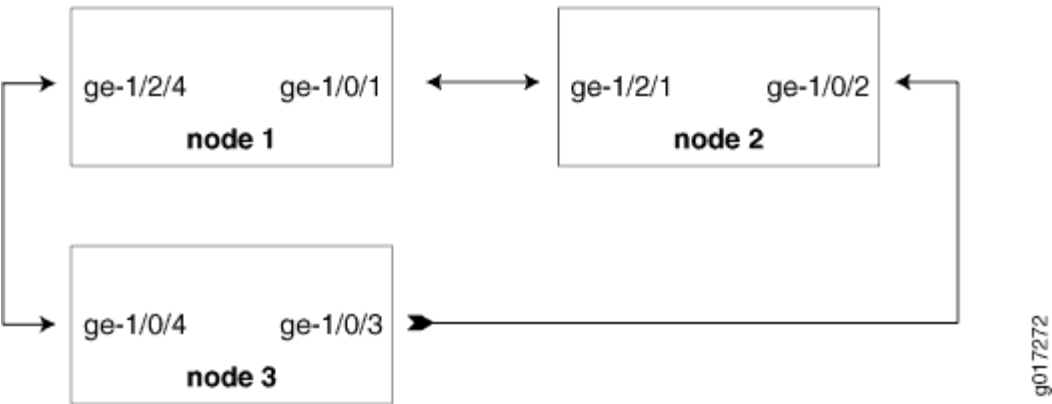 ge-1/2/4 ge-1/0/1
node 1
ge-1/2/1 ge-1/0/2
node 2
ge-1/0/4 ge-1/0/3
node 3
g017272